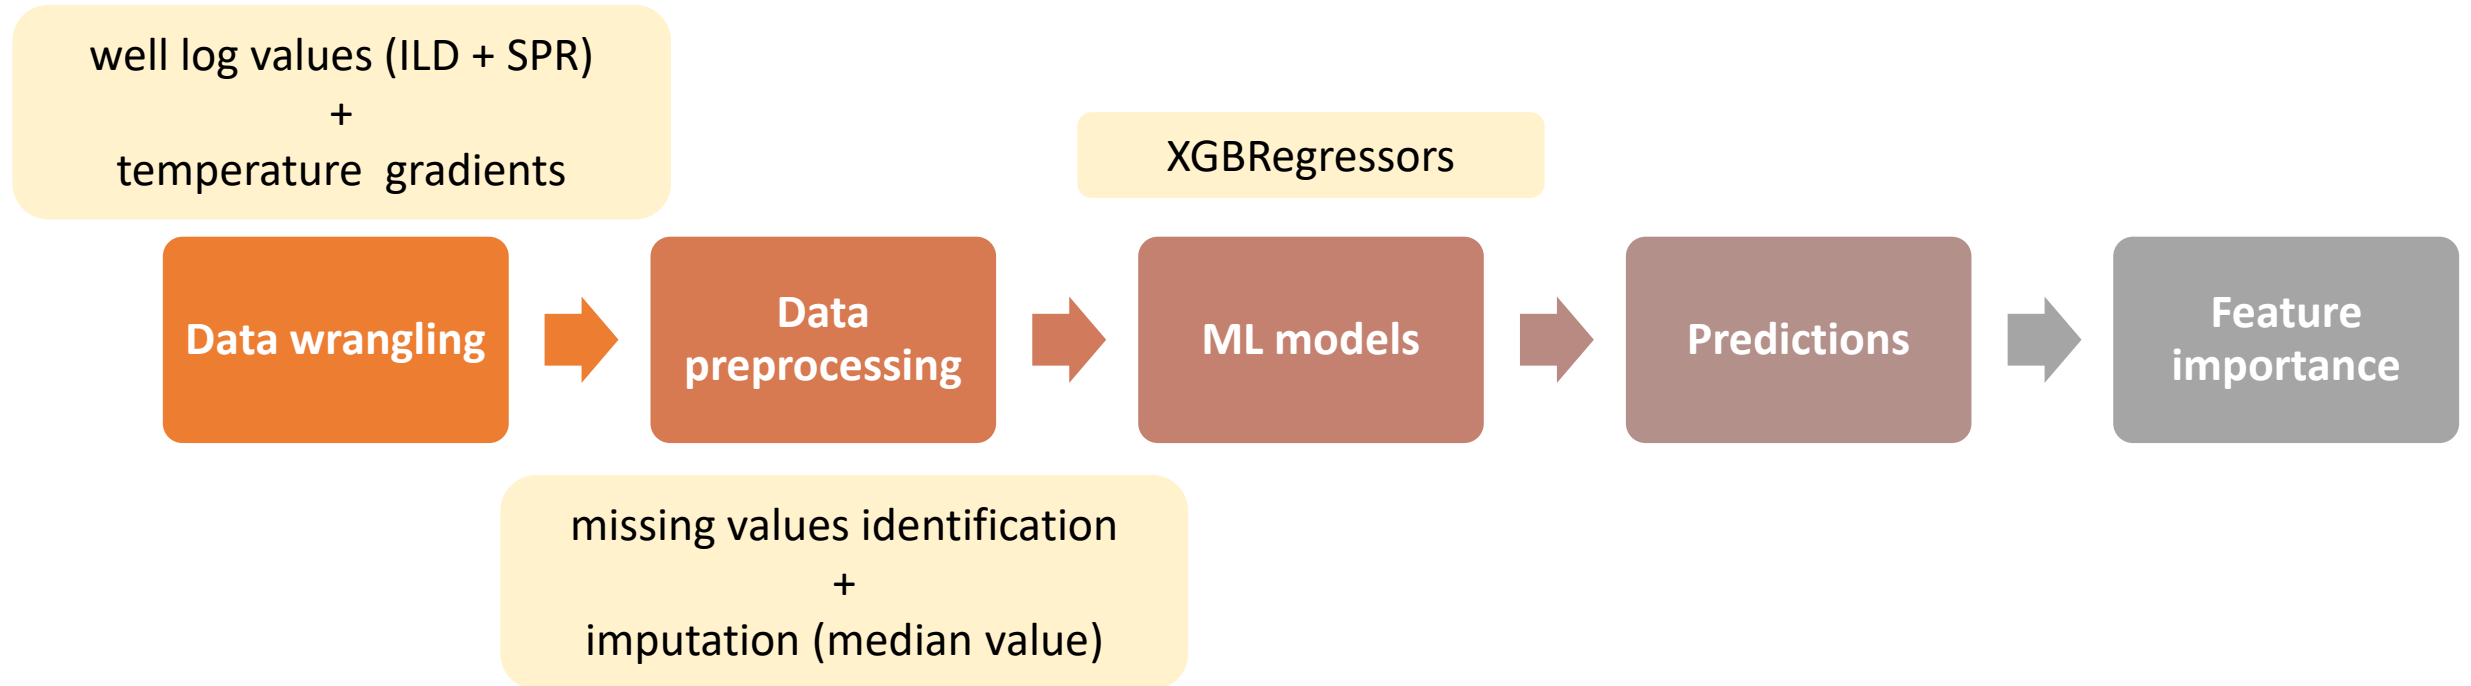 well log values (ILD + SPR)
+
temperature gradients
XGBRegressors
Data wrangling
Data
preprocessing
ML models
Predictions
Feature
importance
missing values identification
+
imputation (median value)